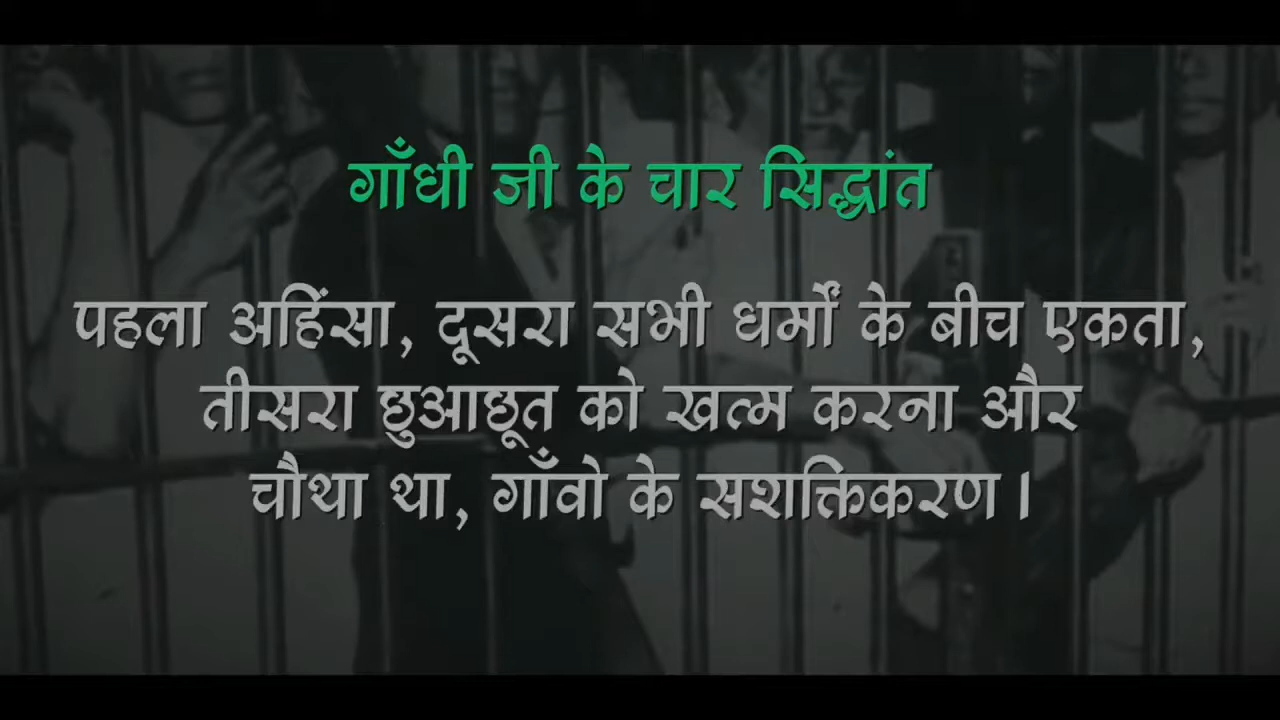 गाँधी जी के चार सिद्धांत
पहला अहिंसा, दूसरा सभी धर्मों के बीच एकता,
तीसरा छुआछूत को खत्म करना और
चौथा था, गाँवो के सशक्तिकरण।